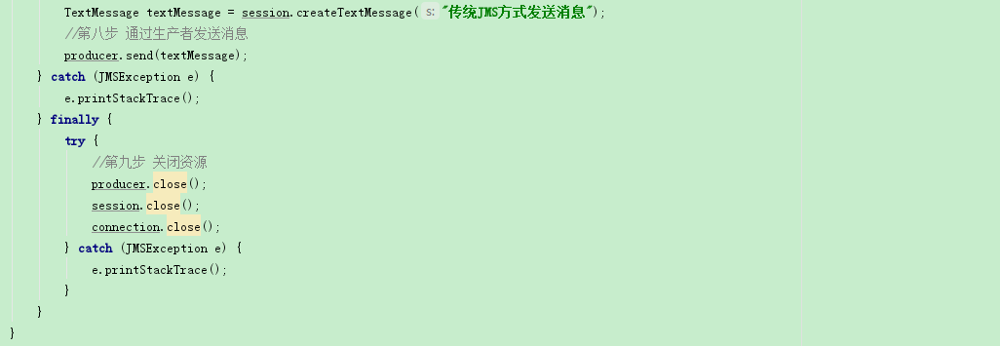 TextMessage textMessage = session.createTextMessage( s: "传统JMS方式发送消息");
//第八步 通过生产者发送消息
producer.send(textMessage);
} catch (JMSException e) {
e.printStackTrace();
} finally {
try {
//第九步 关闭资源
producer.close();
session.close();
connection.close();
} catch (JMSException e) {
e.printStackTrace();
}
}
}